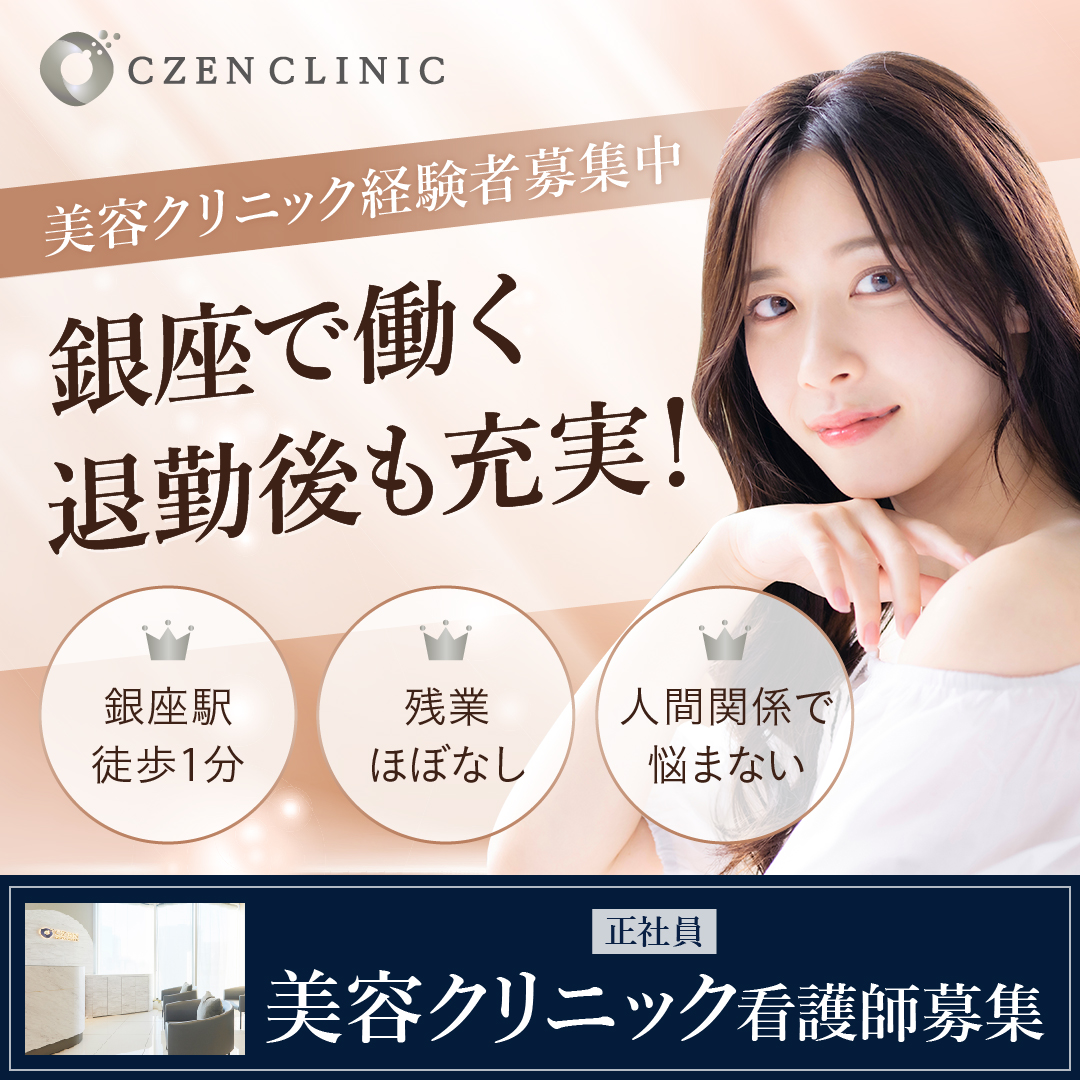 CZEN CLINIC
美容クリニック経験者募集中
銀座で働く
退勤後も充実!
銀座駅
徒歩1分
残業
ほぼなし
人間関係で
悩まない
正社員
美容クリニック看護師募集